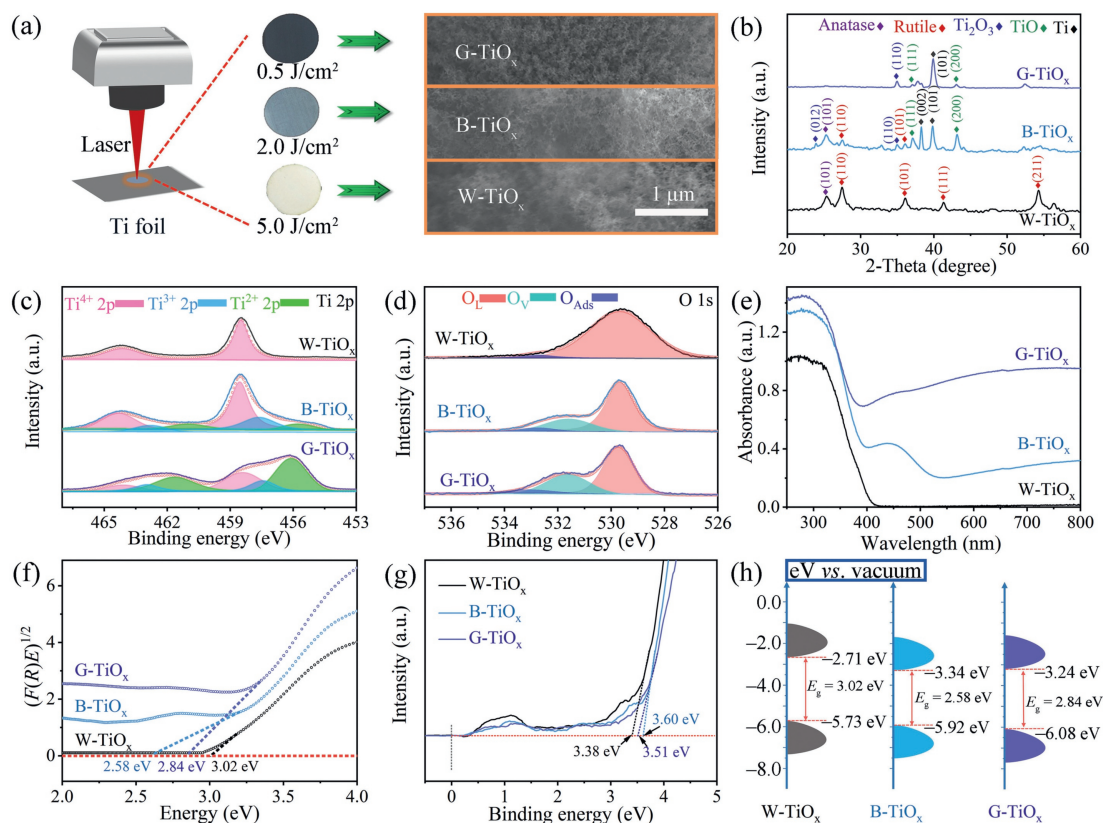 (a)
Laser
Ti foil
0.5 J/cm²
2.0 J/cm²
5.0 J/cm²
G-TiOₓ
B-TiOₓ
W-TiOₓ
1 μm
(b)
Anatase Rutile Ti₂O₃ TiO Ti
Intensity (a.u.)
(110) (111) (101) (200)
G-TiOₓ
(012) (101) (110) (110) (101) (111) (002) (101) (200)
B-TiOₓ
(101) (110) (101) (111) (211)
W-TiOₓ
20 30 40 50 60
2-Theta (degree)
(c)
Ti⁴⁺ 2p Ti³⁺ 2p Ti²⁺ 2p Ti 2p
W-TiOₓ
B-TiOₓ
G-TiOₓ
Intensity (a.u.)
465 462 459 456 453
Binding energy (eV)
(d)
O_L O_V O_Ads O 1s
W-TiOₓ
B-TiOₓ
G-TiOₓ
Intensity (a.u.)
536 534 532 530 528 526
Binding energy (eV)
(e)
Absorbance (a.u.)
1.2
0.8
0.4
0.0
G-TiOₓ
B-TiOₓ
W-TiOₓ
300 400 500 600 700 800
Wavelength (nm)
(f)
(F(R)E)^1/2
6
4
2
0
G-TiOₓ
B-TiOₓ
W-TiOₓ
2.58 eV 2.84 eV 3.02 eV
2.0 2.5 3.0 3.5 4.0
Energy (eV)
(g)
Intensity (a.u.)
W-TiOₓ
B-TiOₓ
G-TiOₓ
3.60 eV
3.38 eV 3.51 eV
0 1 2 3 4 5
Binding energy (eV)
(h)
eV vs. vacuum
0.0
−2.0
−4.0
−6.0
−8.0
−2.71 eV
E_g = 3.02 eV
−5.73 eV
−3.34 eV
E_g = 2.58 eV
−5.92 eV
−3.24 eV
E_g = 2.84 eV
−6.08 eV
W-TiOₓ B-TiOₓ G-TiOₓ